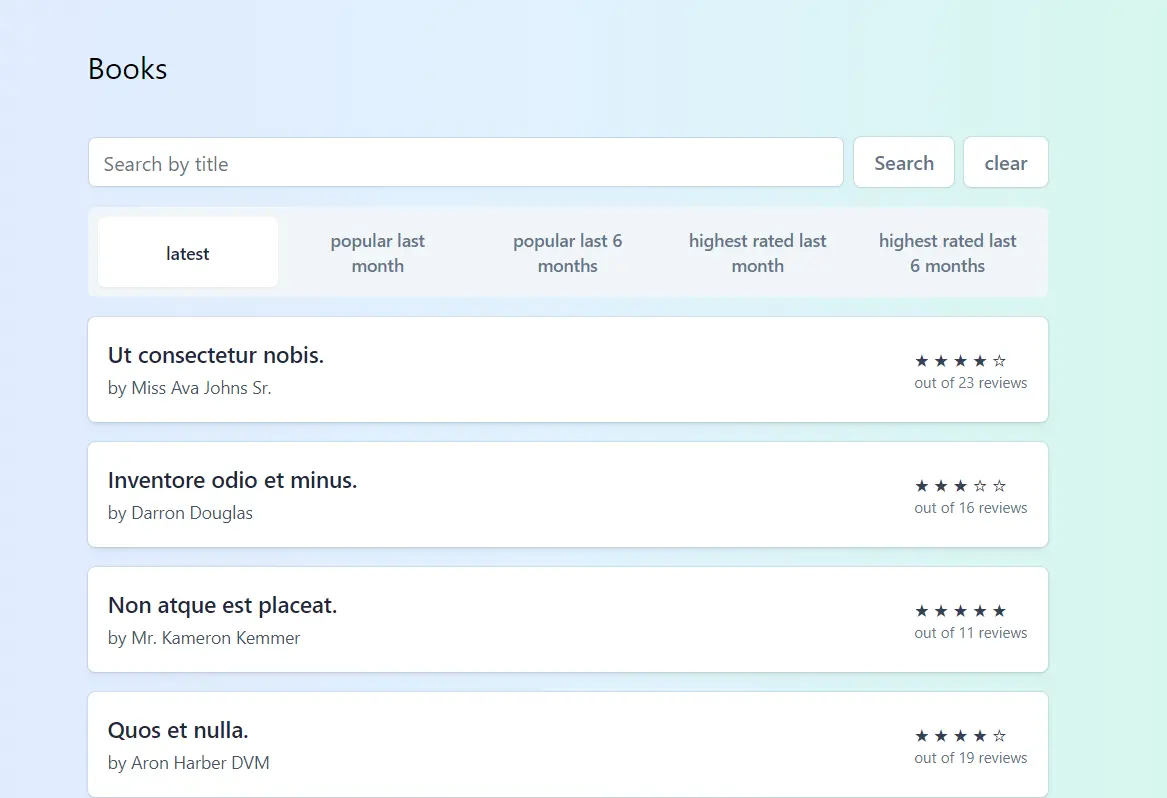 Books
Search by title
Search
clear
latest
popular last
month
popular last 6
months
highest rated last
month
highest rated last
6 months
Ut consectetur nobis.
by Miss Ava Johns Sr.
★ ★ ★ ★ ☆
out of 23 reviews
Inventore odio et minus.
by Darron Douglas
★ ★ ★ ☆ ☆
out of 16 reviews
Non atque est placeat.
by Mr. Kameron Kemmer
★ ★ ★ ★ ★
out of 11 reviews
Quos et nulla.
by Aron Harber DVM
★ ★ ★ ★ ☆
out of 19 reviews